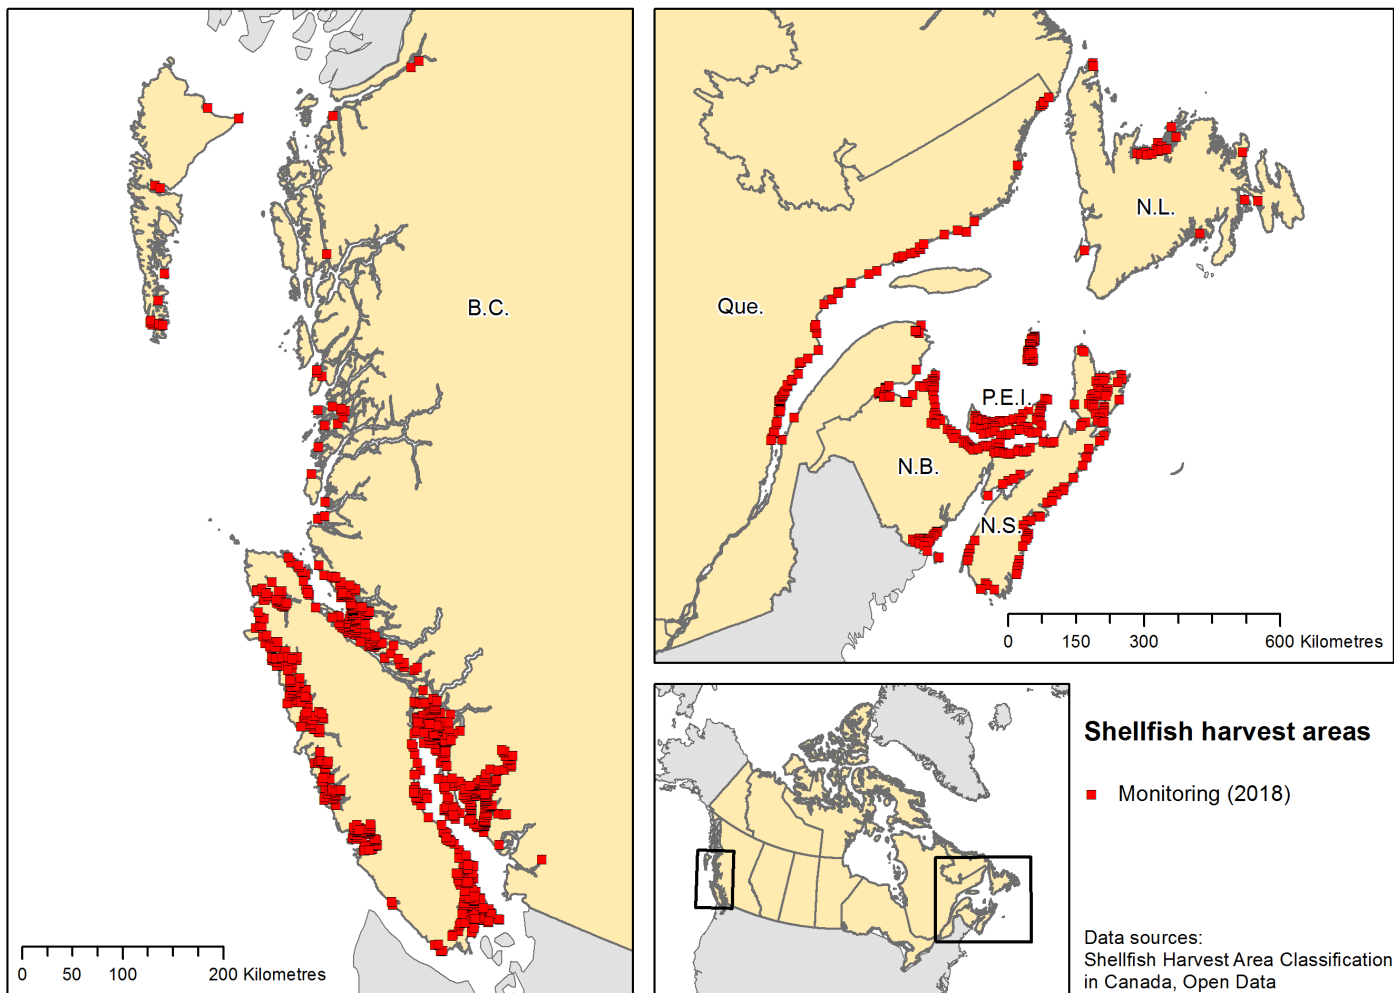 B.C.
0 50 100 200 Kilometres
N.L.
Que.
P.E.I.
N.B.
N.S.
0 150 300 600 Kilometres
Shellfish harvest areas
Monitoring (2018)
Data sources:
Shellfish Harvest Area Classification
in Canada, Open Data